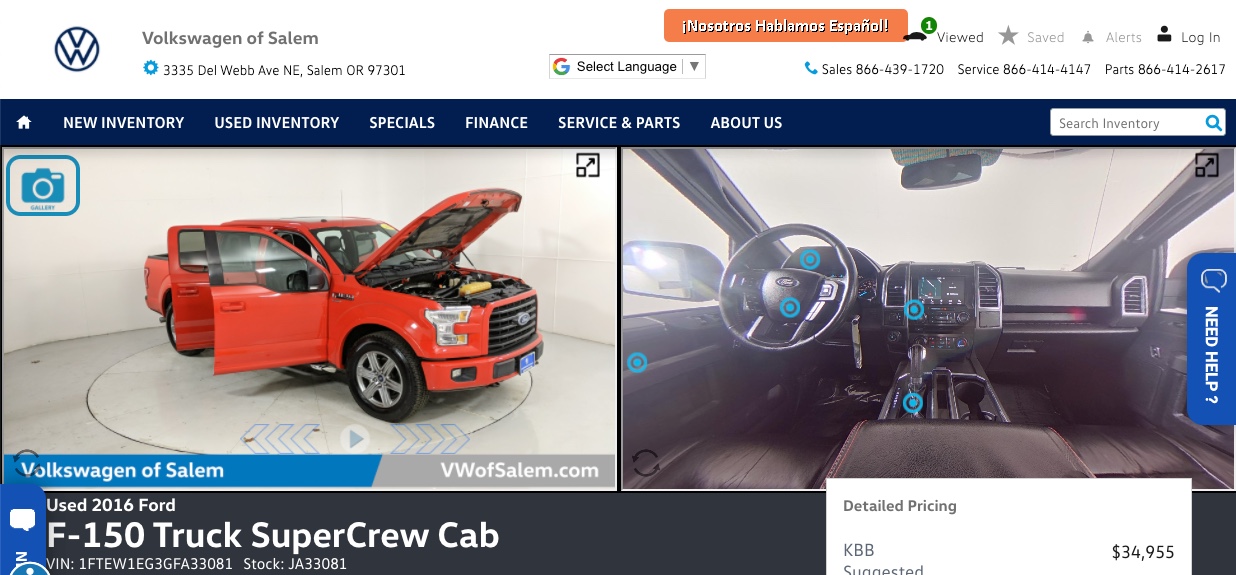 ¡Nosotros Hablamos Español!
1
Viewed
Saved
Alerts
Log In
Volkswagen of Salem
3335 Del Webb Ave NE, Salem OR 97301
Select Language
Sales 866-439-1720
Service 866-414-4147
Parts 866-414-2617
NEW INVENTORY
USED INVENTORY
SPECIALS
FINANCE
SERVICE & PARTS
ABOUT US
Search Inventory
GALLERY
Ford
NEED HELP ?
Volkswagen of Salem
VWofSalem.com
Used 2016 Ford
F-150 Truck SuperCrew Cab
VIN: 1FTEW1EG3GFA33081 Stock: JA33081
Detailed Pricing
KBB
$34,955
Suggested